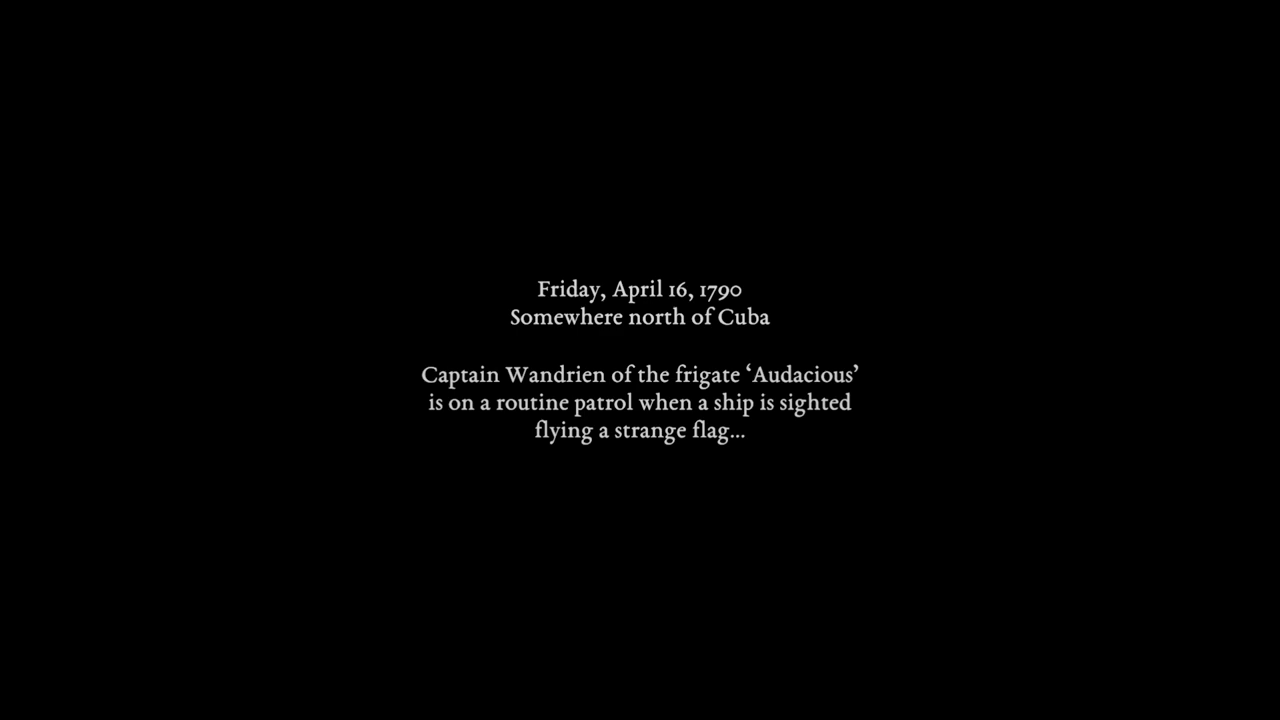 Friday, April 16, 1790
Somewhere north of Cuba
Captain Wandrien of the frigate ‘Audacious’
is on a routine patrol when a ship is sighted
flying a strange flag...